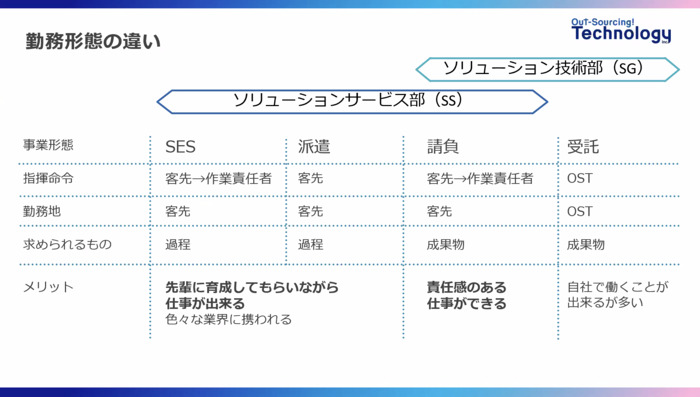 勤務形態の違い
OuT-Sourcing!
Technology Inc.
ソリューション技術部（SG）
ソリューションサービス部（SS）
事業形態 SES 派遣 請負 受託
指揮命令 客先→作業責任者 客先 客先→作業責任者 OST
勤務地 客先 客先 客先 OST
求められるもの 過程 過程 成果物 成果物
メリット 先輩に育成してもらいながら 責任感のある 自社で働くことが
仕事が出来る 仕事ができる 出来るが多い
色々な業界に携われる